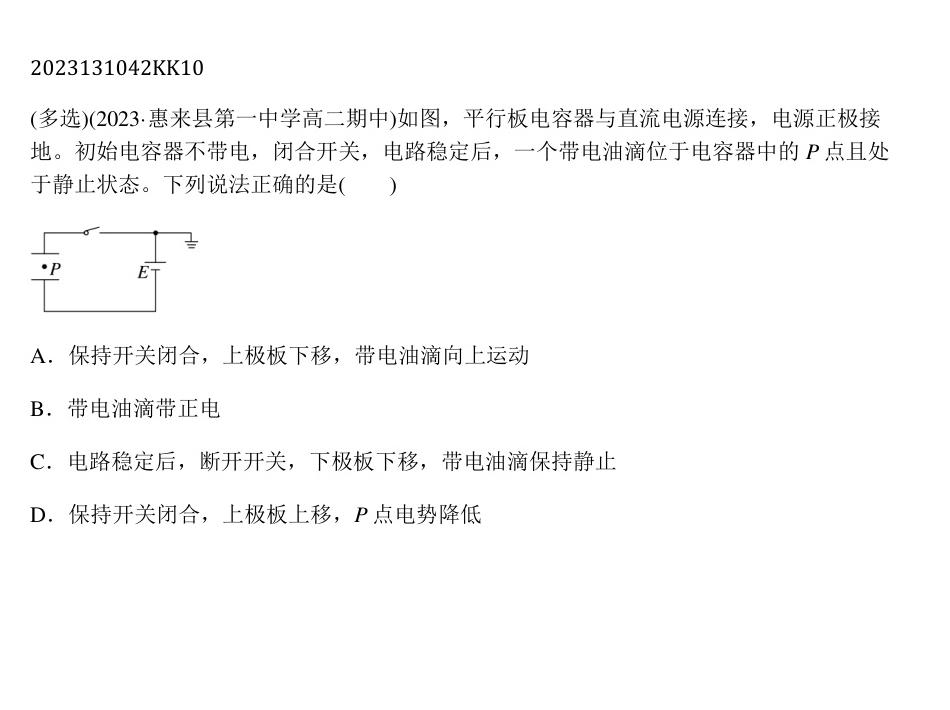 2023131042KK10
(多选)(2023·惠来县第一中学高二期中)如图，平行板电容器与直流电源连接，电源正极接
地。初始电容器不带电，闭合开关，电路稳定后，一个带电油滴位于电容器中的 P 点且处
于静止状态。下列说法正确的是(　　)
P
E
A．保持开关闭合，上极板下移，带电油滴向上运动
B．带电油滴带正电
C．电路稳定后，断开开关，下极板下移，带电油滴保持静止
D．保持开关闭合，上极板上移，P 点电势降低